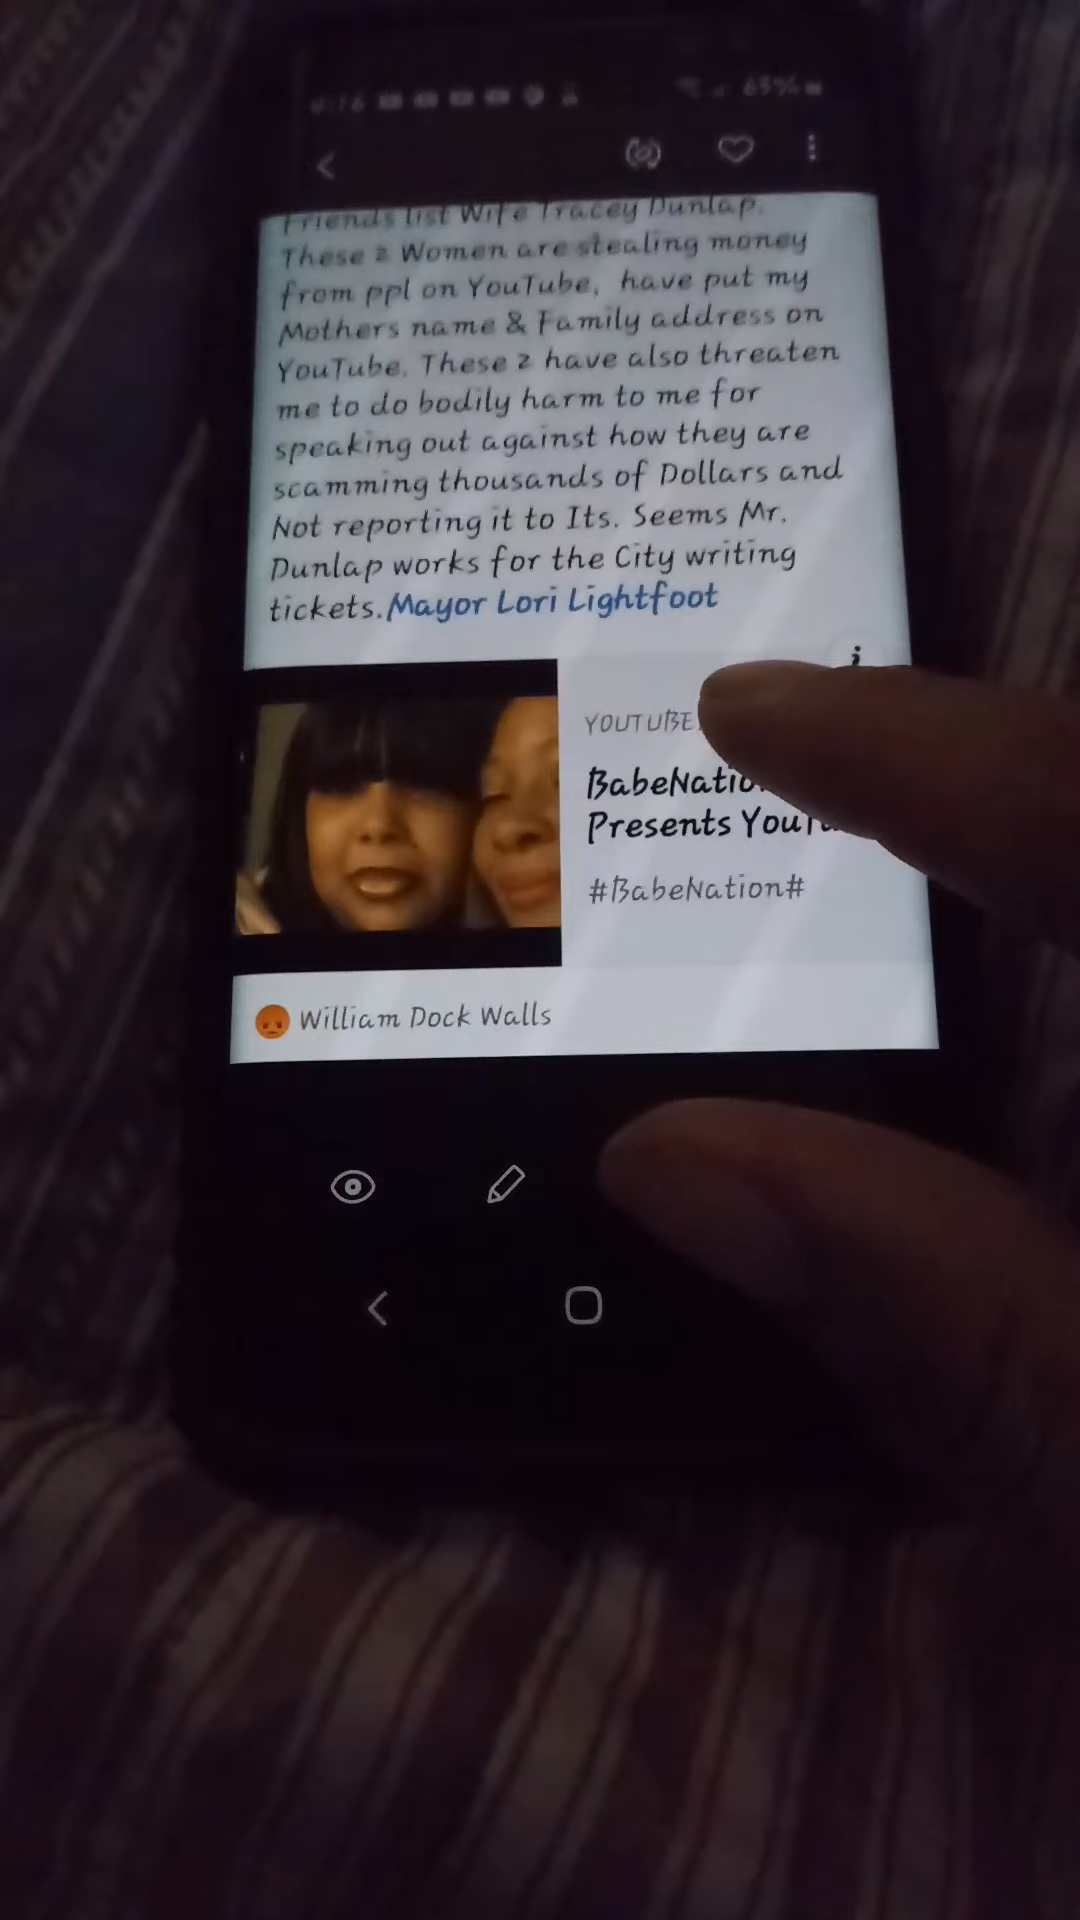 Friends list Wife Tracey Dunlap.
These 2 Women are stealing money
from ppl on YouTube, have put my
Mothers name & Family address on
YouTube. These 2 have also threaten
me to do bodily harm to me for
speaking out against how they are
scamming thousands of Dollars and
Not reporting it to Its. Seems Mr.
Dunlap works for the City writing
tickets.Mayor Lori Lightfoot
YOUTUBE
BabeNatio
Presents YouTu
#BabeNation#
William Dock Walls